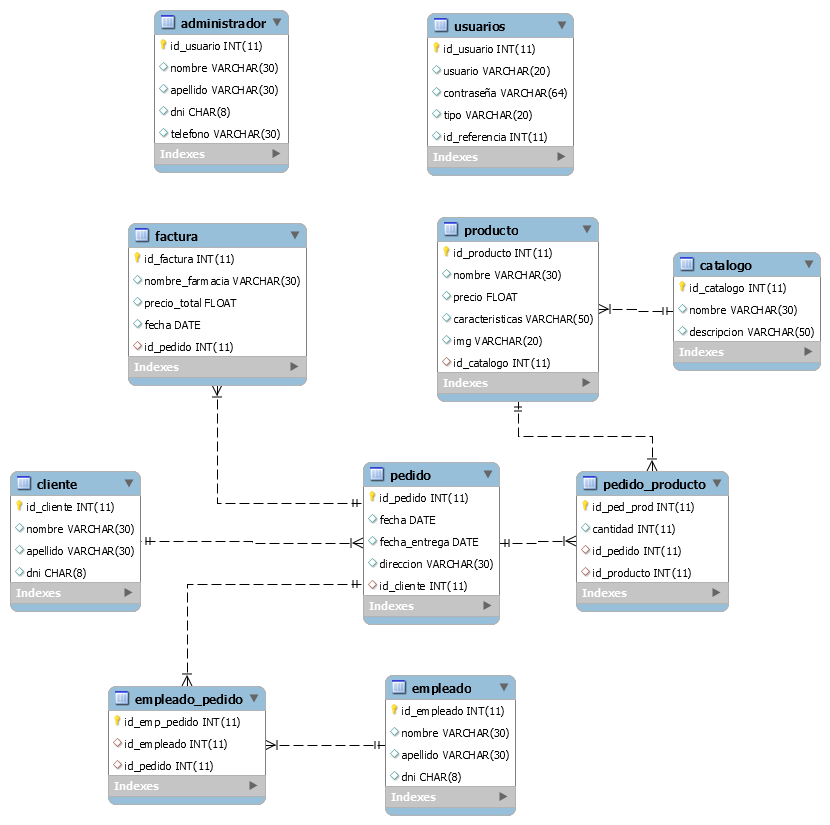 administrador
id_usuario INT(11)
nombre VARCHAR(30)
apellido VARCHAR(30)
dni CHAR(8)
telefono VARCHAR(30)
Indexes
usuarios
id_usuario INT(11)
usuario VARCHAR(20)
contraseña VARCHAR(64)
tipo VARCHAR(20)
id_referencia INT(11)
Indexes
factura
id_factura INT(11)
nombre_farmacia VARCHAR(30)
precio_total FLOAT
fecha DATE
id_pedido INT(11)
Indexes
producto
id_producto INT(11)
nombre VARCHAR(30)
precio FLOAT
caracteristicas VARCHAR(50)
img VARCHAR(20)
id_catalogo INT(11)
Indexes
catalogo
id_catalogo INT(11)
nombre VARCHAR(30)
descripcion VARCHAR(50)
Indexes
cliente
id_cliente INT(11)
nombre VARCHAR(30)
apellido VARCHAR(30)
dni CHAR(8)
Indexes
pedido
id_pedido INT(11)
fecha DATE
fecha_entrega DATE
direccion VARCHAR(30)
id_cliente INT(11)
Indexes
pedido_producto
id_ped_prod INT(11)
cantidad INT(11)
id_pedido INT(11)
id_producto INT(11)
Indexes
empleado_pedido
id_emp_pedido INT(11)
id_empleado INT(11)
id_pedido INT(11)
Indexes
empleado
id_empleado INT(11)
nombre VARCHAR(30)
apellido VARCHAR(30)
dni CHAR(8)
Indexes